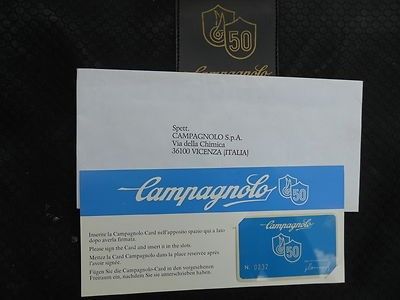 50
Campagnolo
Spett.
CAMPAGNOLO S.p.A.
Via della Chimica
36100 VICENZA [ITALIA]
Campagnolo 50
Inserite la Campagnolo Card nell'apposito spazio qui a lato
dopo averla firmata.
Please sign the Card and insert it in the slots.
Mettez la Card Campagnolo dans la place reservée après
l'avoir signée.
Fügen Sie die Campagnolo-Card in den vorgesehenen
Freiraum ein, nachdem Sie sie unterschrieben haben.
Campagnolo
50
N. 0232